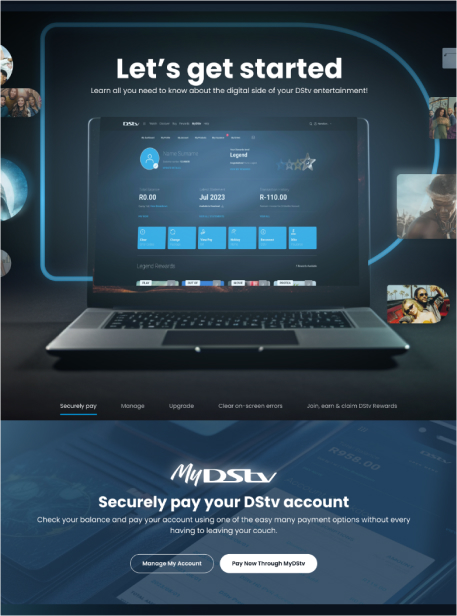 Let's get started
Learn all you need to know about the digital side of your DStv entertainment!
DStv
Legend
R0.00
Jul 2023
R-110.00
Legend Rewards
Securely pay
Manage
Upgrade
Clear on-screen errors
Join, earn & claim DStv Rewards
R956.00
MyDStv
Securely pay your DStv account
Check your balance and pay your account using one of the easy many payment options without every
having to leaving your couch.
Manage My Account
Pay Now Through MyDStv